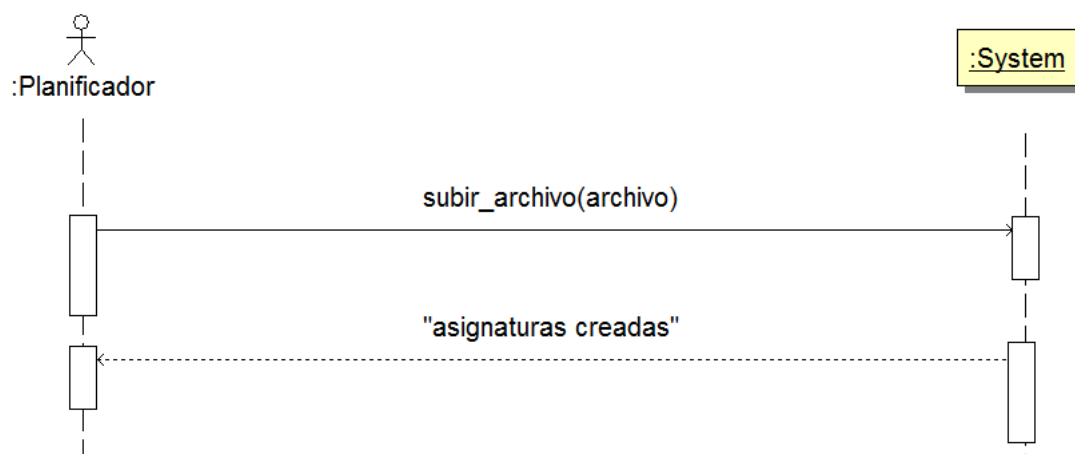 :Planificador
:System
subir_archivo(archivo)
"asignaturas creadas"